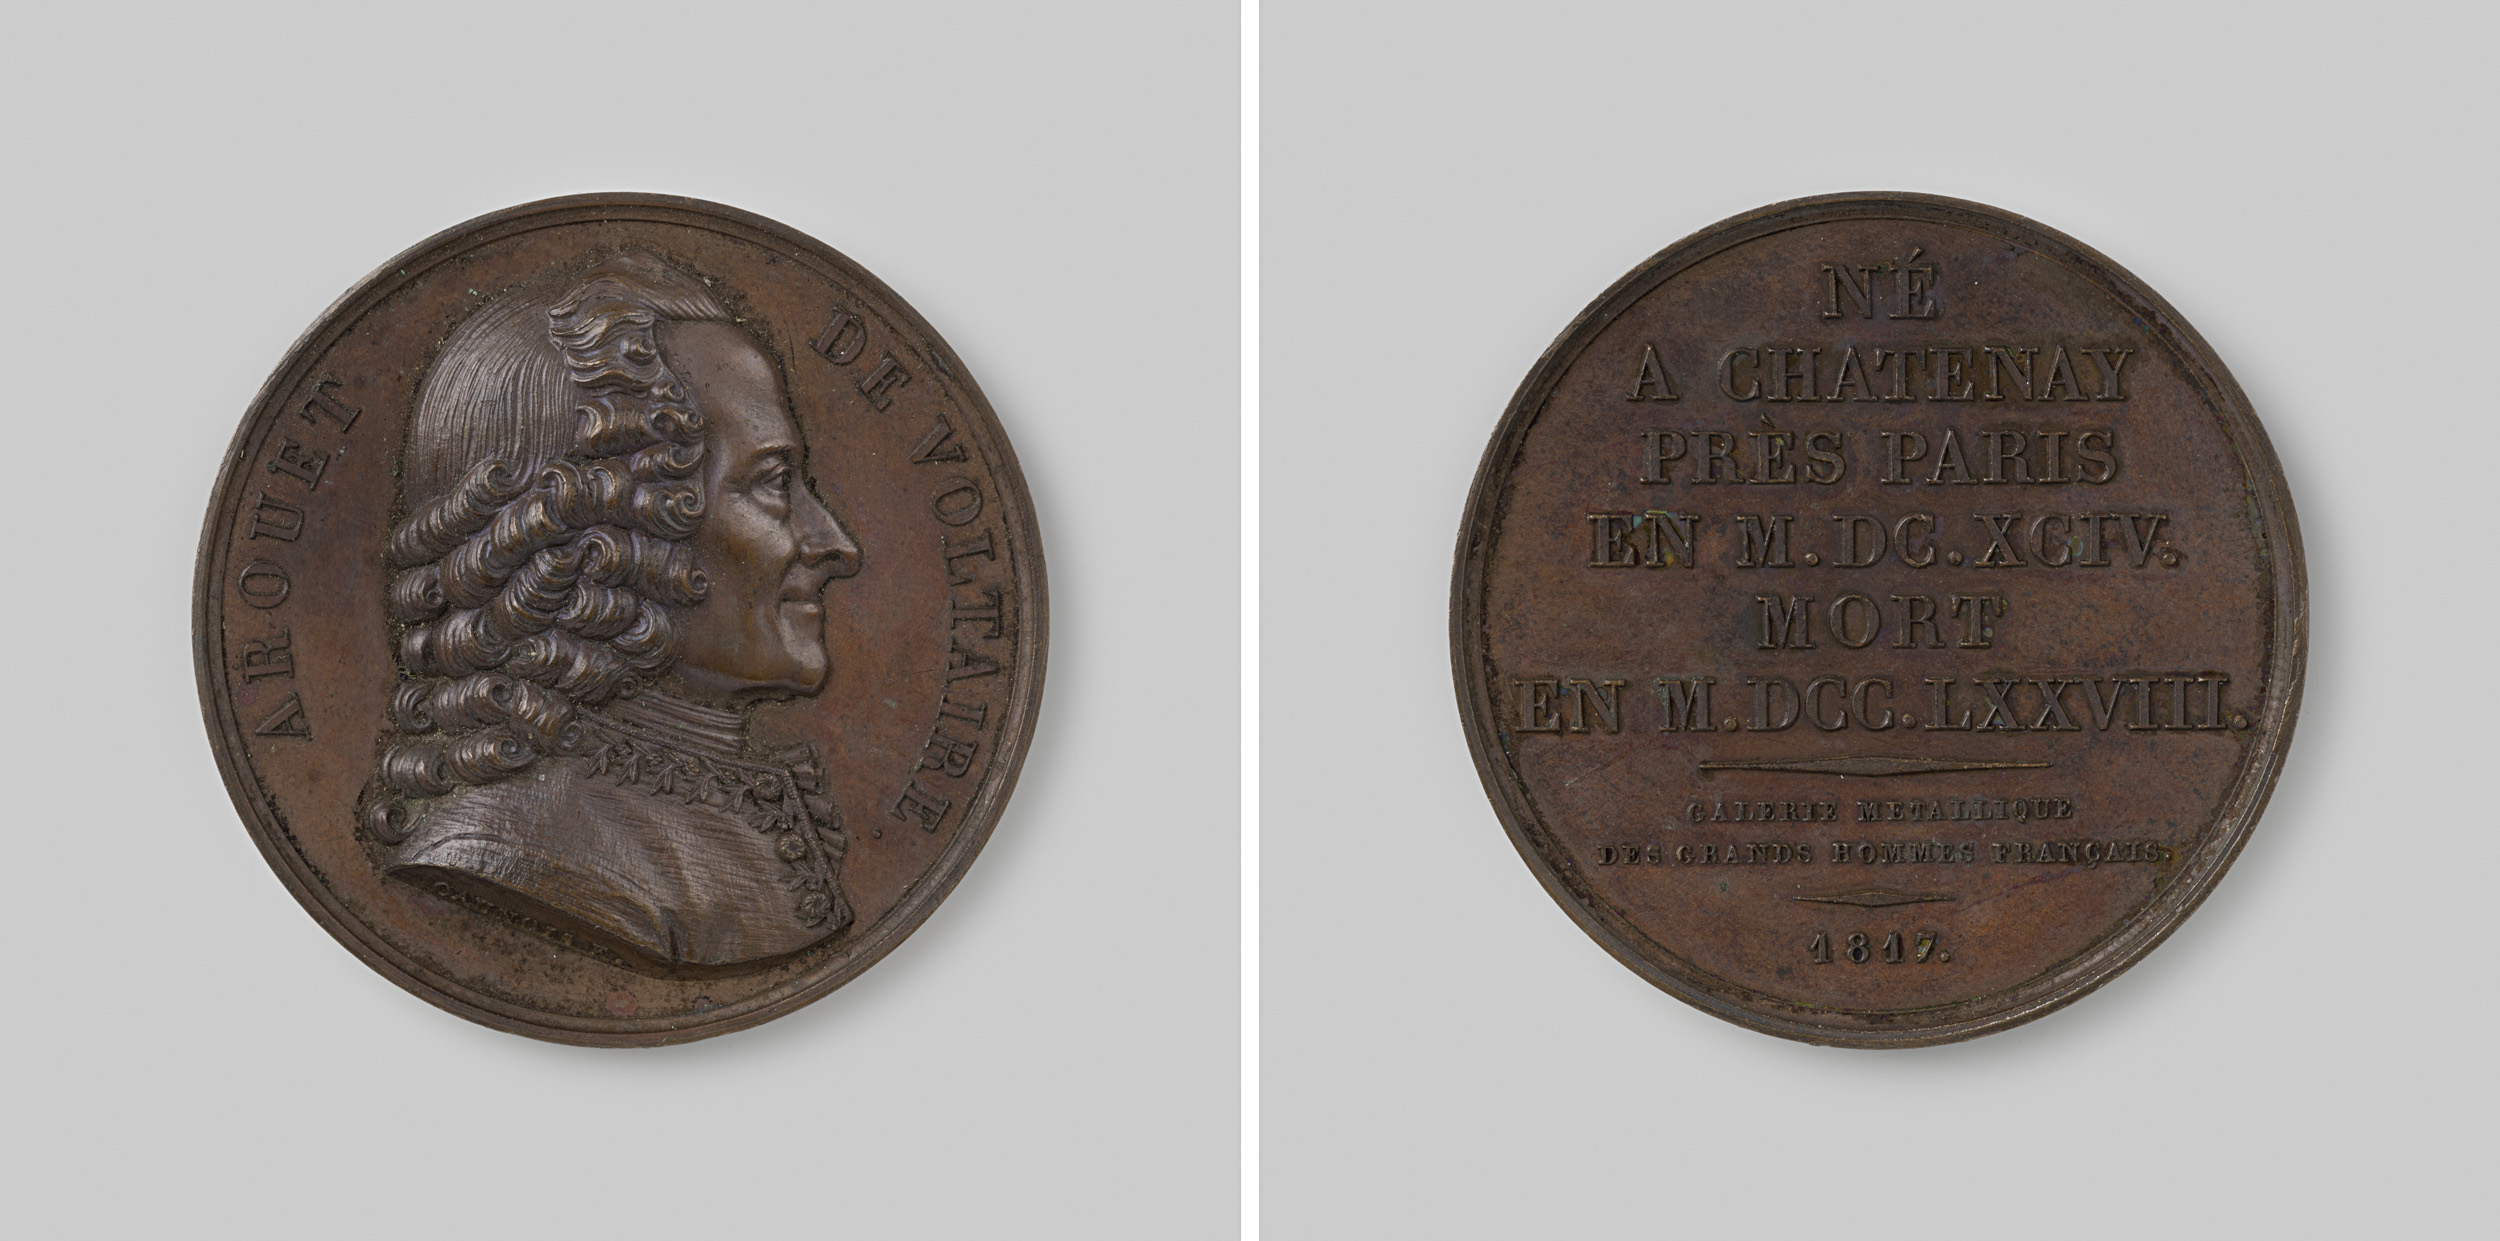 AROUET DE VOLTAIRE.
NÉ
A CHATENAY
PRÈS PARIS
EN M.DC.XCIV.
MORT
EN M.DCC.LXXVIII.
GALERIE METALLIQUE
DES GRANDS HOMMES FRANÇAIS.
1817.